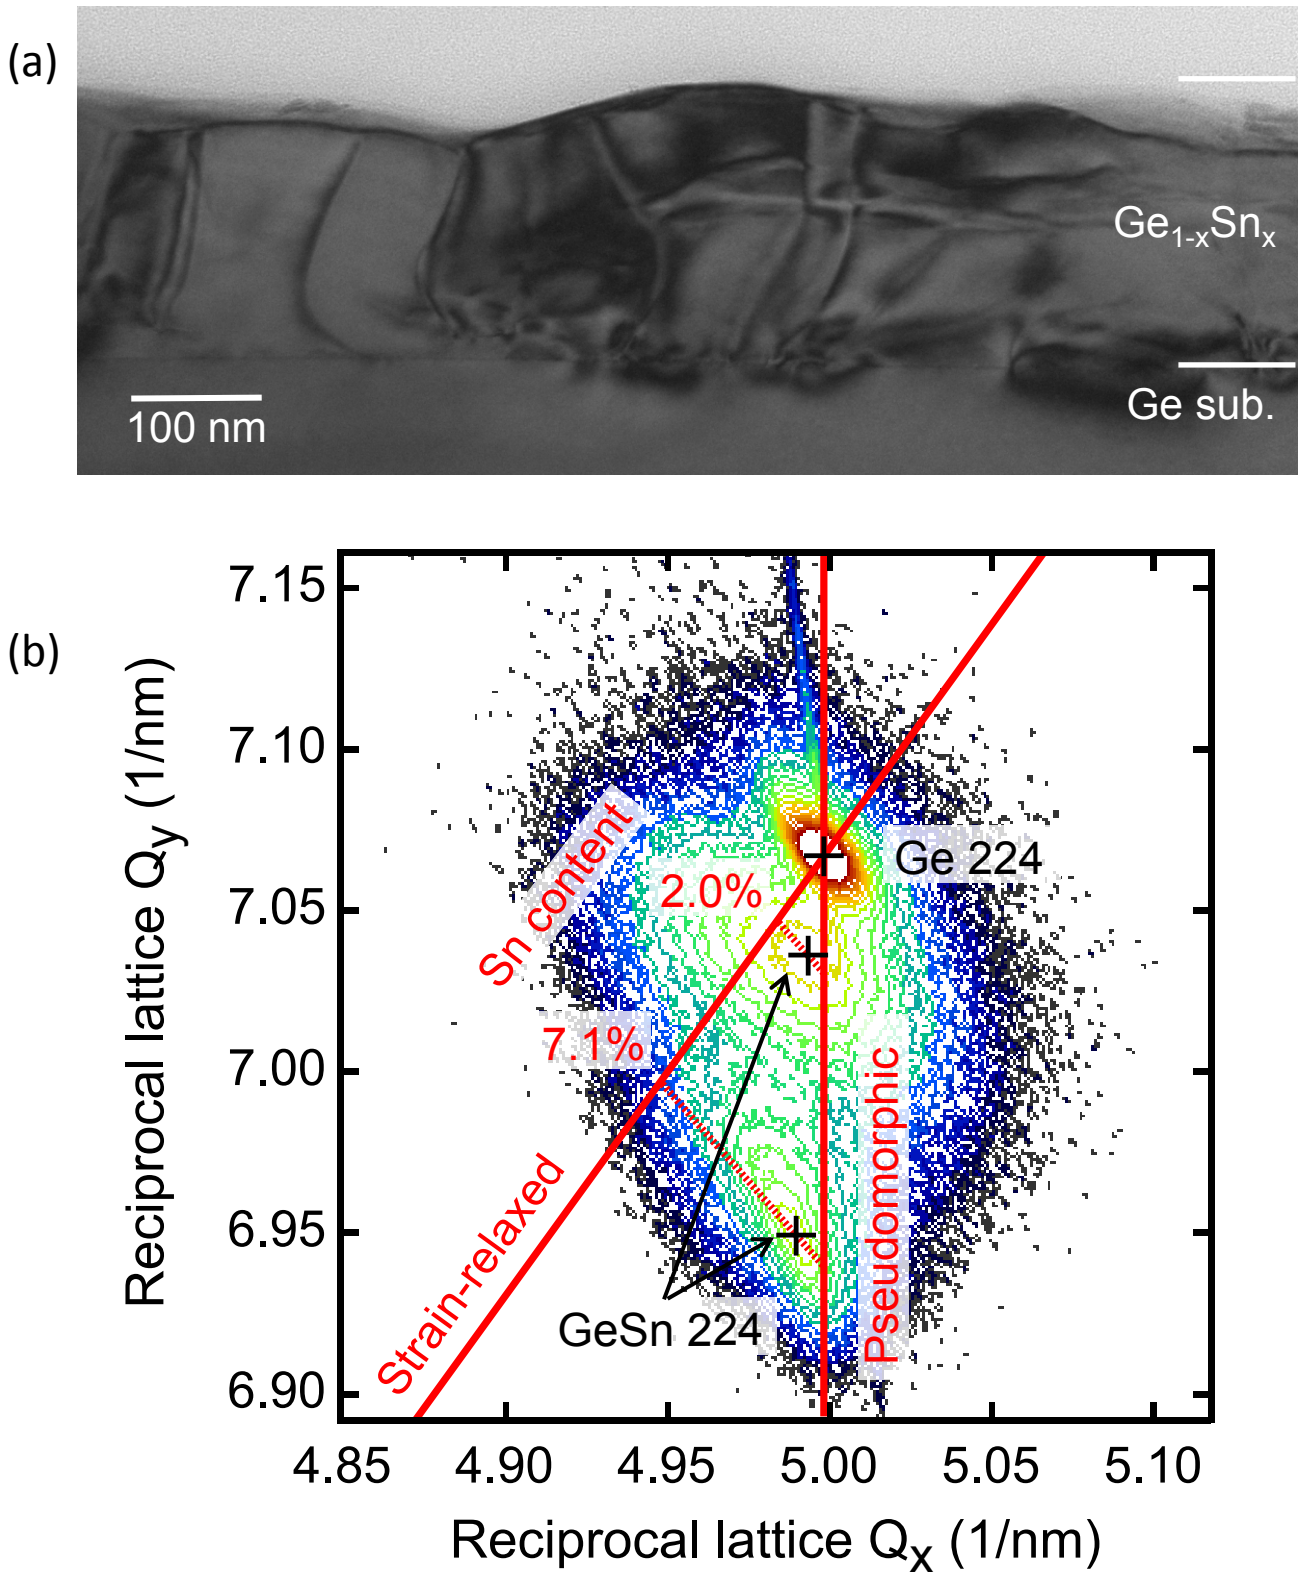 (a)
Ge1-xSnx
100 nm
Ge sub.
(b)
Reciprocal lattice Qy (1/nm)
7.15
7.10
7.05
7.00
6.95
6.90
Sn content
2.0%
Ge 224
7.1%
Strain-relaxed
GeSn 224
Pseudomorphic
4.85 4.90 4.95 5.00 5.05 5.10
Reciprocal lattice Qx (1/nm)